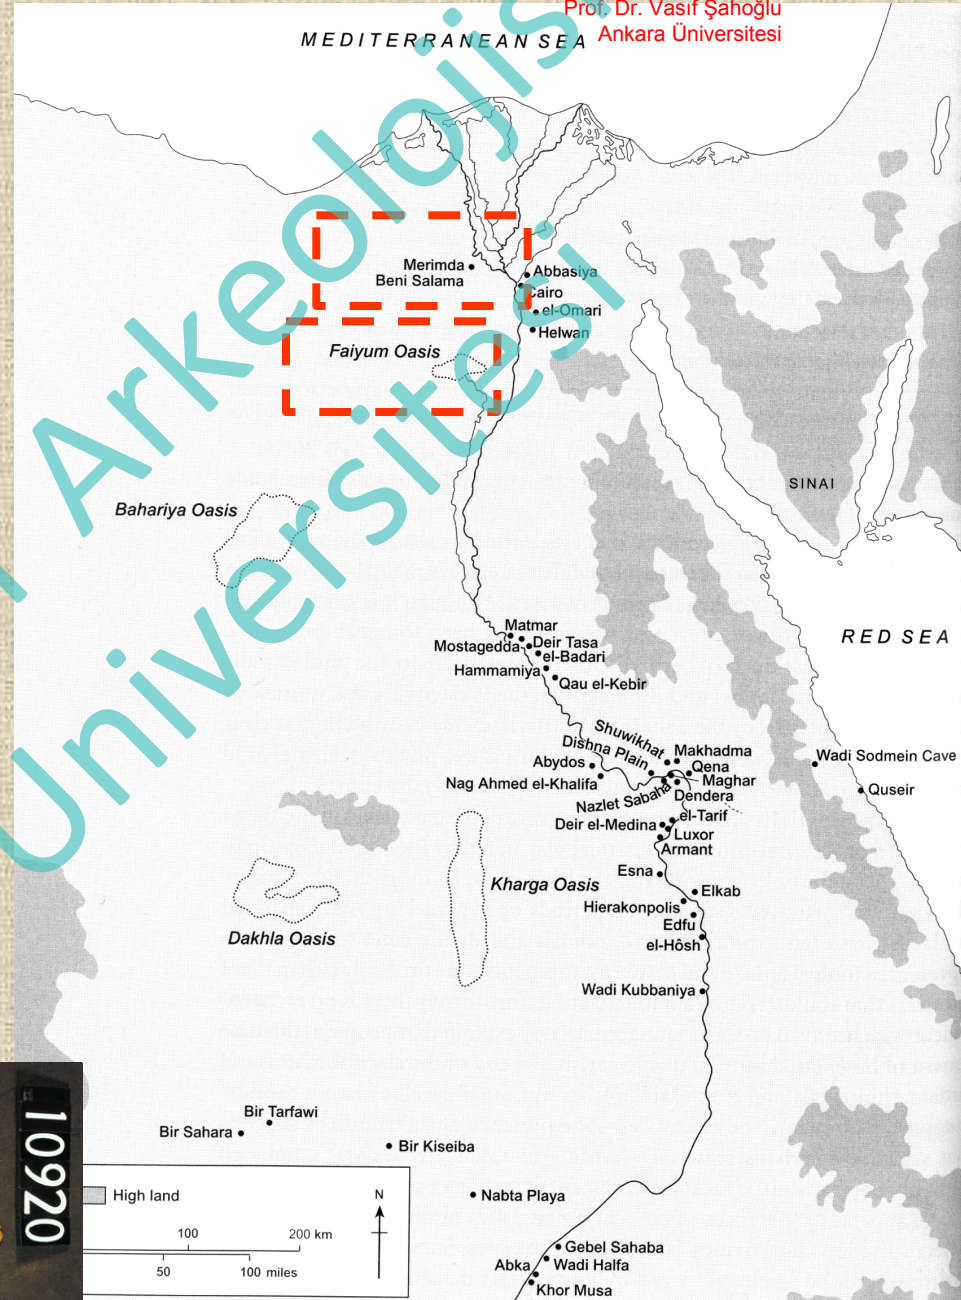 Prof. Dr. Vasıf Şahoğlu
Ankara Üniversitesi
MEDITERRANEAN SEA
Arkeolojisi
Üniversitesi
Merimda
Beni Salama
Abbasiya
Cairo
el-Omari
Helwan
Faiyum Oasis
SINAI
Bahariya Oasis
RED SEA
Matmar
Mostagedda
Deir Tasa
el-Badari
Hammamiya
Qau el-Kebir
Shuwikhat
Dishna Plain
Makhadma
Abydos
Qena
Maghar
Nag Ahmed el-Khalifa
Nazlet Sabaha
Dendera
Wadi Sodmein Cave
Quseir
el-Tarif
Deir el-Medina
Luxor
Armant
Esna
Kharga Oasis
Elkab
Hierakonpolis
Edfu
Dakhla Oasis
el-Hôsh
Wadi Kubbaniya
Bir Tarfawi
Bir Sahara
Bir Kiseiba
10920
High land
N
Nabta Playa
100 200 km
50 100 miles
Gebel Sahaba
Abka
Wadi Halfa
Khor Musa